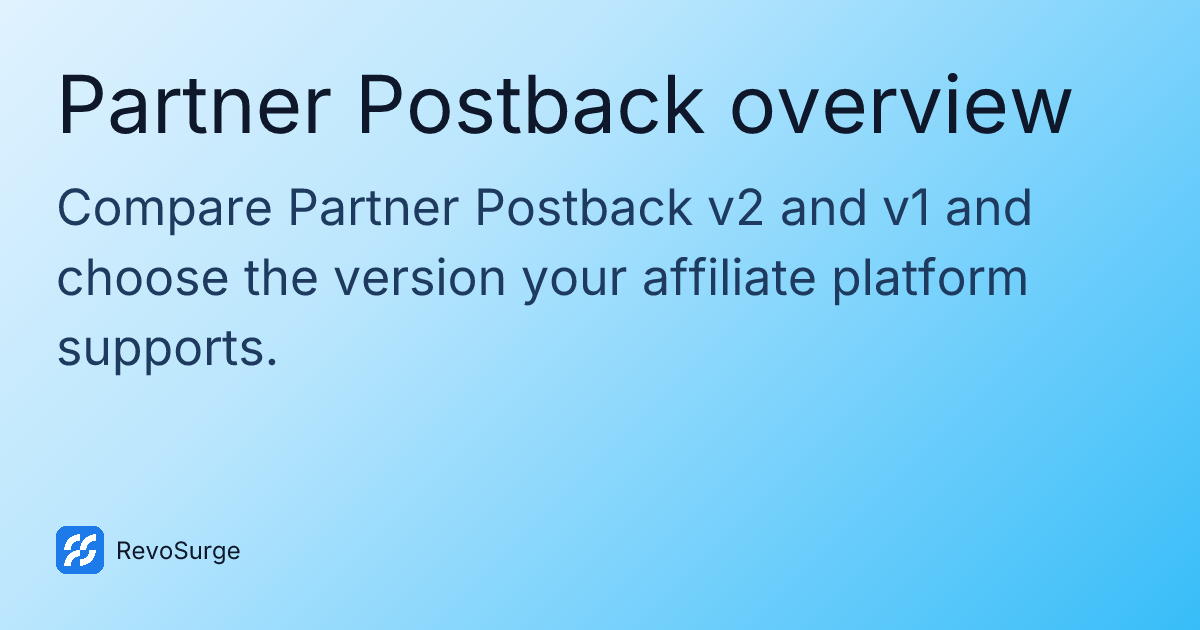 Partner Postback overview
Compare Partner Postback v2 and v1 and
choose the version your affiliate platform
supports.
RevoSurge